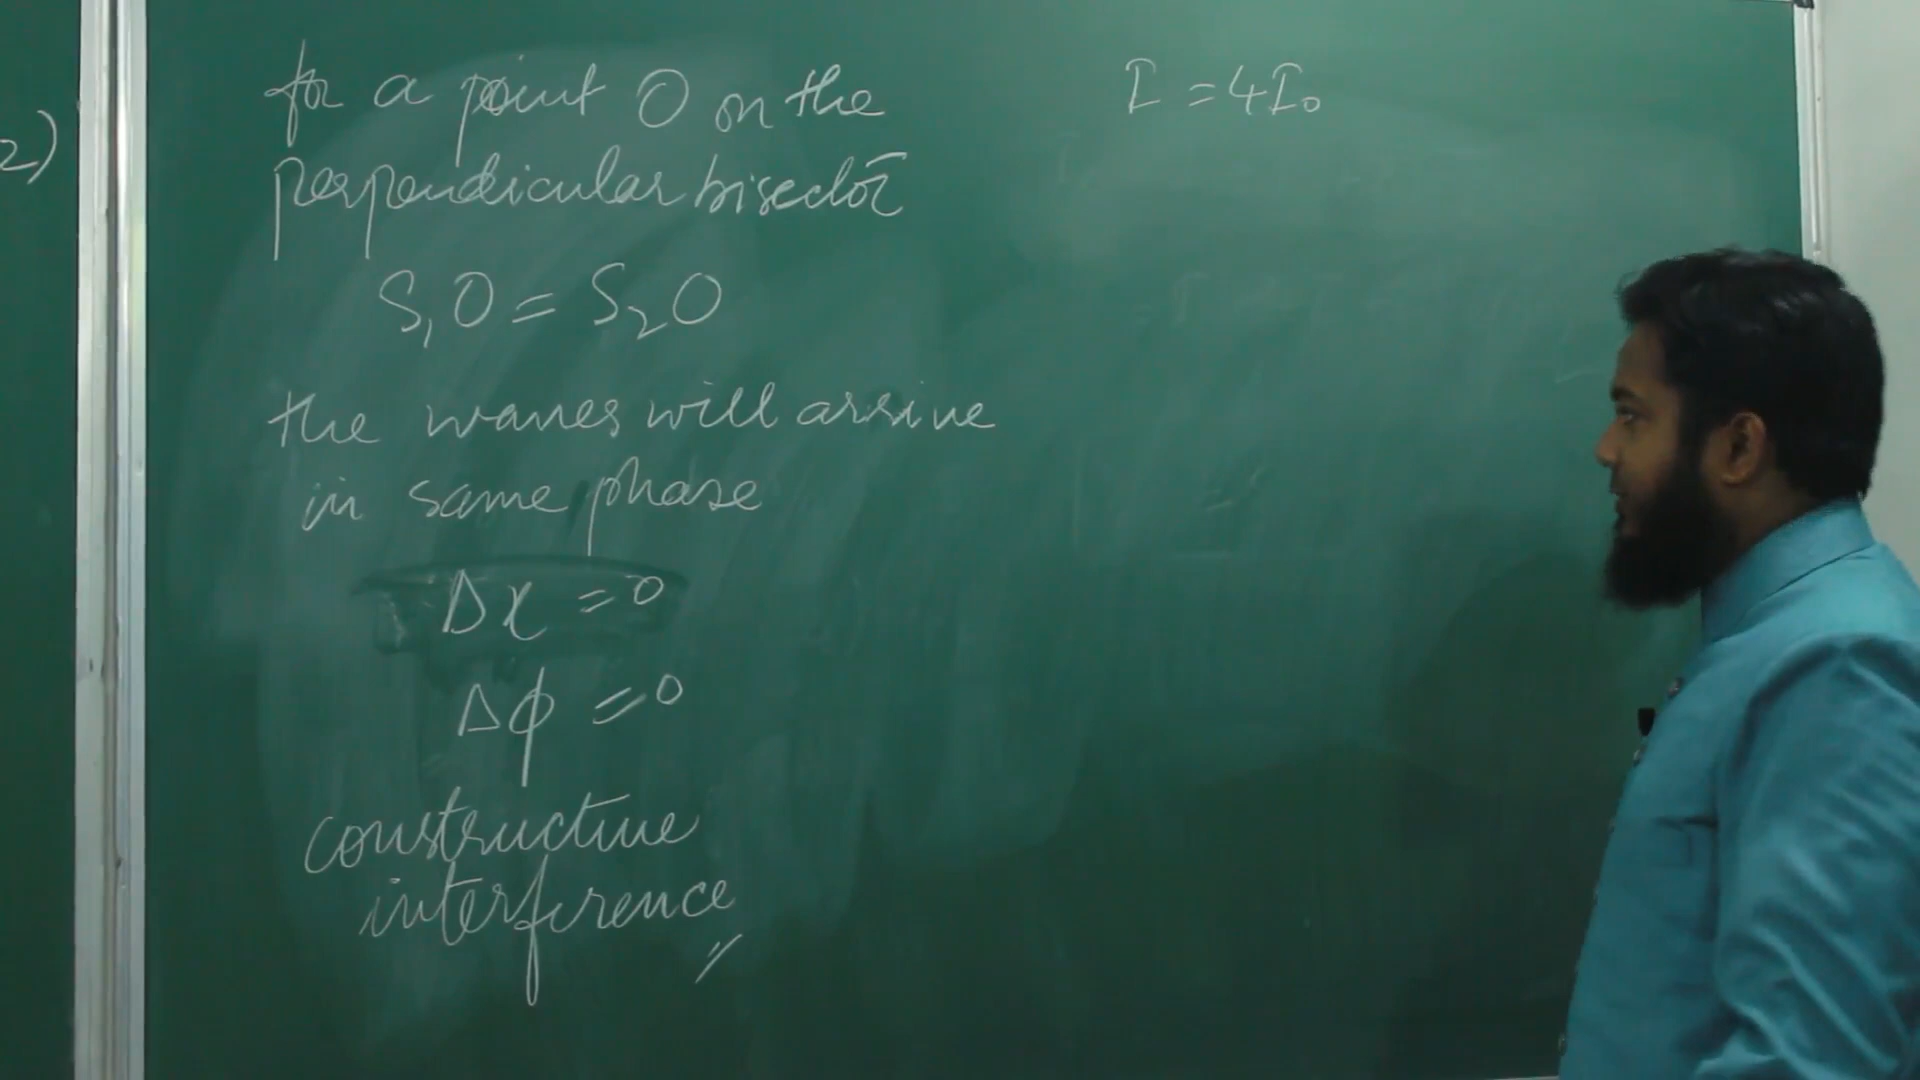 2)
for a point O on the
perpendicular bisector
S₁O = S₂O
the waves will arrive
in same phase
Δx = 0
Δϕ = 0
constructive
interference
I = 4I₀